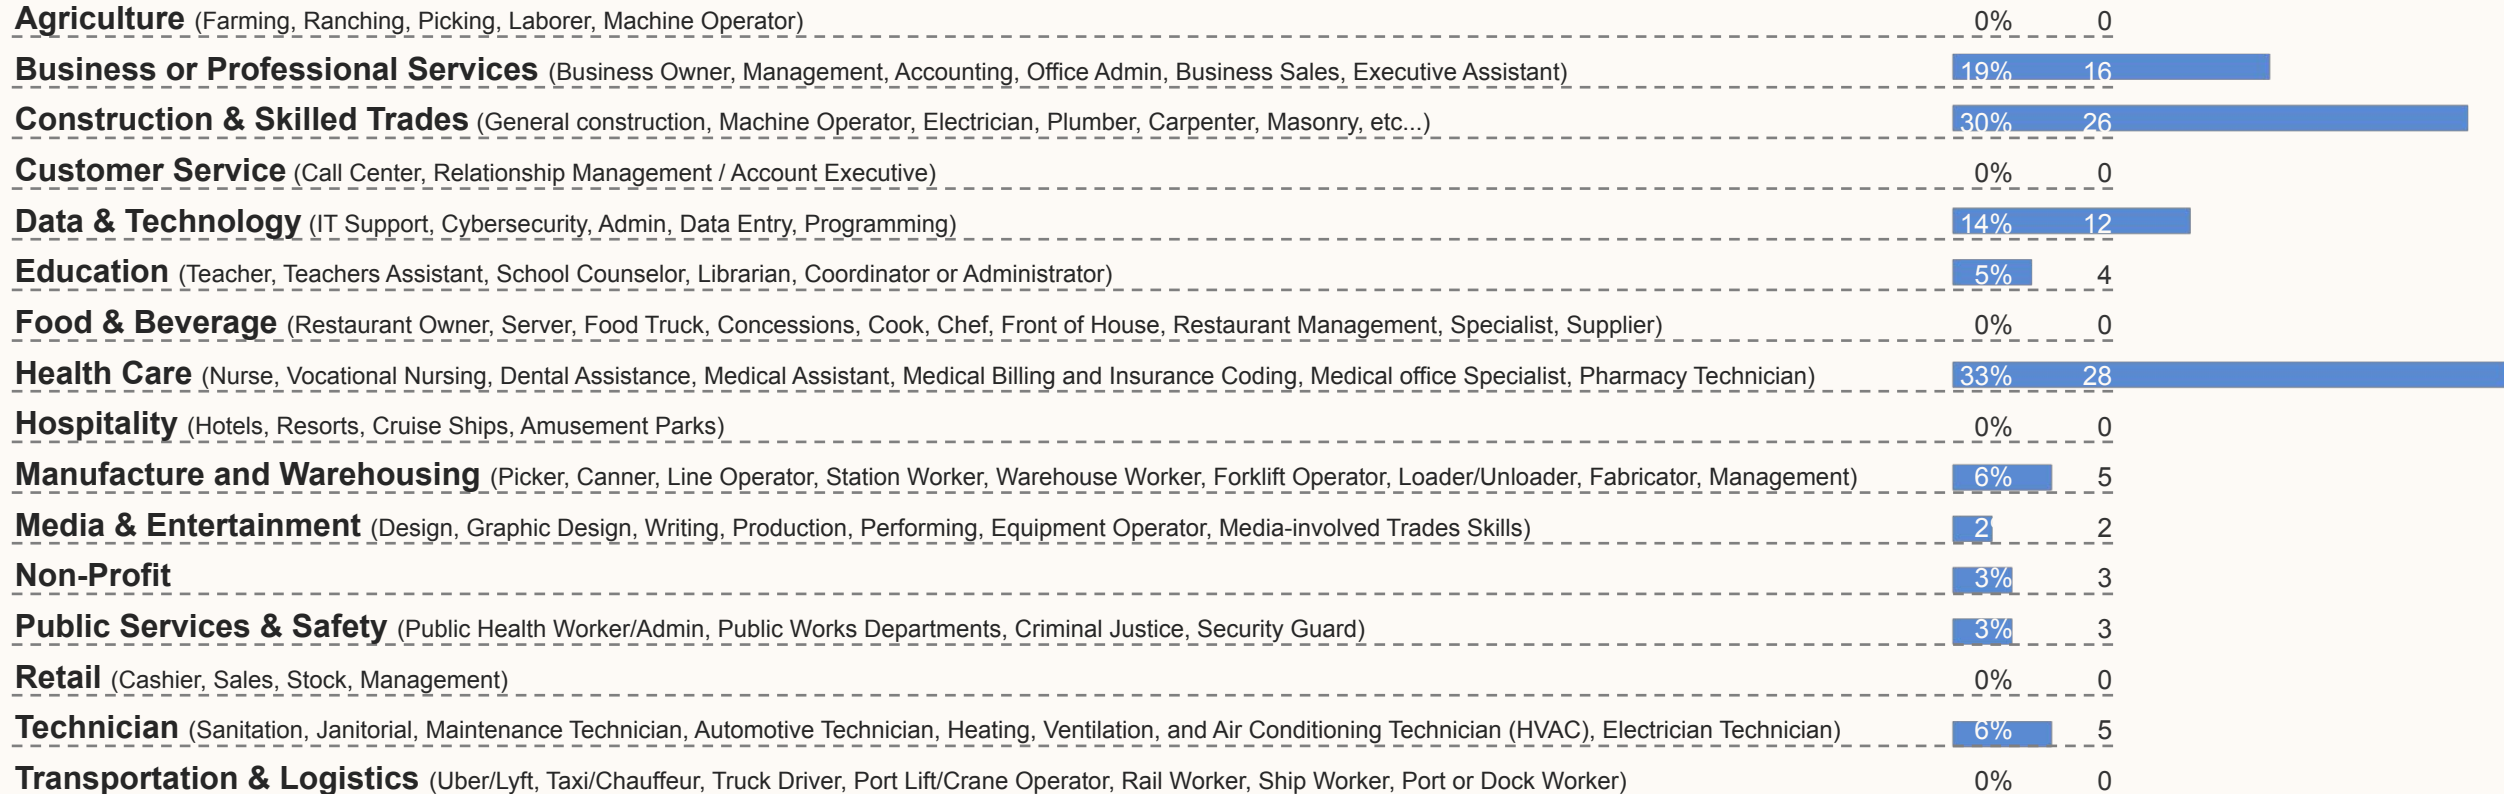 Agriculture (Farming, Ranching, Picking, Laborer, Machine Operator) 0% 0
Business or Professional Services (Business Owner, Management, Accounting, Office Admin, Business Sales, Executive Assistant) 19% 16
Construction & Skilled Trades (General construction, Machine Operator, Electrician, Plumber, Carpenter, Masonry, etc...) 30% 26
Customer Service (Call Center, Relationship Management / Account Executive) 0% 0
Data & Technology (IT Support, Cybersecurity, Admin, Data Entry, Programming) 14% 12
Education (Teacher, Teachers Assistant, School Counselor, Librarian, Coordinator or Administrator) 5% 4
Food & Beverage (Restaurant Owner, Server, Food Truck, Concessions, Cook, Chef, Front of House, Restaurant Management, Specialist, Supplier) 0% 0
Health Care (Nurse, Vocational Nursing, Dental Assistance, Medical Assistant, Medical Billing and Insurance Coding, Medical office Specialist, Pharmacy Technician) 33% 28
Hospitality (Hotels, Resorts, Cruise Ships, Amusement Parks) 0% 0
Manufacture and Warehousing (Picker, Canner, Line Operator, Station Worker, Warehouse Worker, Forklift Operator, Loader/Unloader, Fabricator, Management) 6% 5
Media & Entertainment (Design, Graphic Design, Writing, Production, Performing, Equipment Operator, Media-involved Trades Skills) 2% 2
Non-Profit 3% 3
Public Services & Safety (Public Health Worker/Admin, Public Works Departments, Criminal Justice, Security Guard) 3% 3
Retail (Cashier, Sales, Stock, Management) 0% 0
Technician (Sanitation, Janitorial, Maintenance Technician, Automotive Technician, Heating, Ventilation, and Air Conditioning Technician (HVAC), Electrician Technician) 6% 5
Transportation & Logistics (Uber/Lyft, Taxi/Chauffeur, Truck Driver, Port Lift/Crane Operator, Rail Worker, Ship Worker, Port or Dock Worker) 0% 0